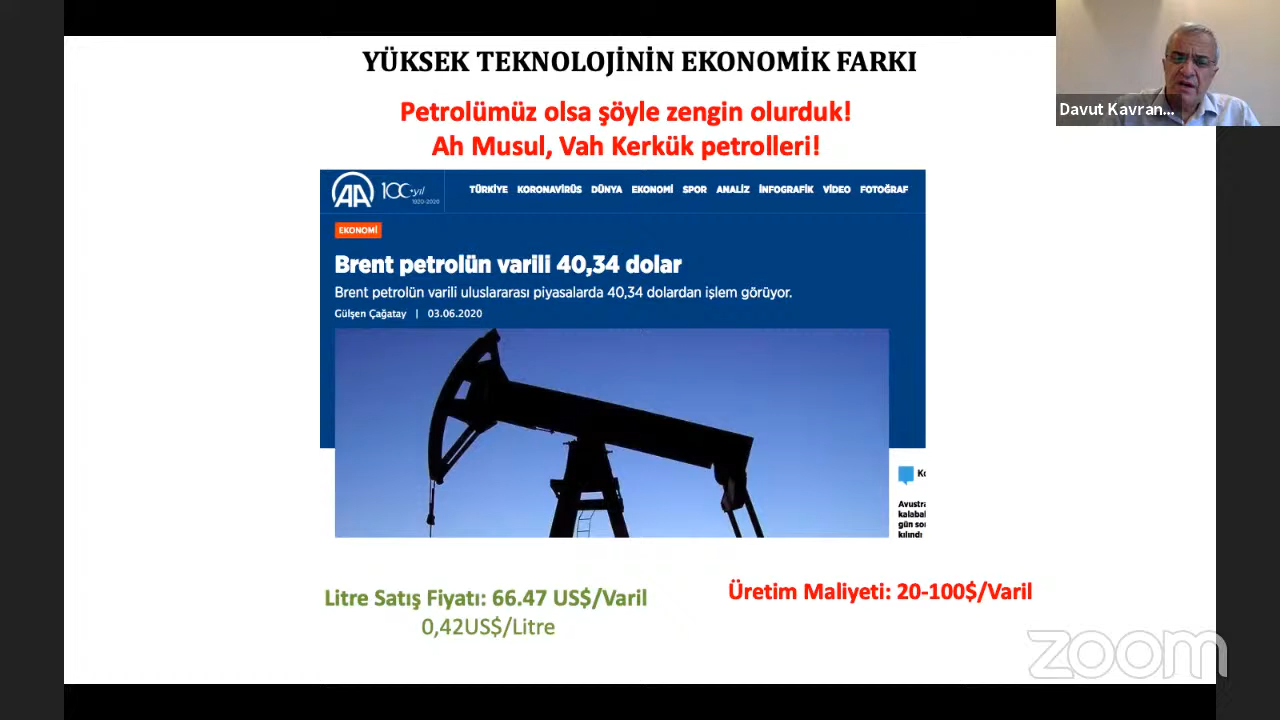 YÜKSEK TEKNOLOJİNİN EKONOMİK FARKI
Petrolümüz olsa şöyle zengin olurduk!
Ah Musul, Vah Kerkük petrolleri!
Davut Kavran...
AA 100.yıl
1920-2020
TÜRKİYE KORONAVİRÜS DÜNYA EKONOMİ SPOR ANALİZ İNFOGRAFİK VİDEO FOTOĞRAF
EKONOMİ
Brent petrolün varili 40,34 dolar
Brent petrolün varili uluslararası piyasalarda 40,34 dolardan işlem görüyor.
Gülşen Çağatay | 03.06.2020
Litre Satış Fiyatı: 66.47 US$/Varil
0,42US$/Litre
Üretim Maliyeti: 20-100$/Varil
zoom